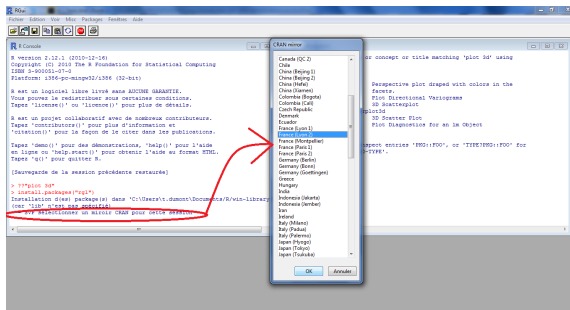 RGui
Fichier Edition Voir Misc Packages Fenêtres Aide
R Console
R version 2.12.1 (2010-12-16)
Copyright (C) 2010 The R Foundation for Statistical Computing
ISBN 3-900051-07-0
Platform: i386-pc-mingw32/i386 (32-bit)
R est un logiciel libre livré sans AUCUNE GARANTIE.
Vous pouvez le redistribuer sous certaines conditions.
Tapez 'license()' ou 'licence()' pour plus de détails.
R est un projet collaboratif avec de nombreux contributeurs.
Tapez 'contributors()' pour plus d'information et
'citation()' pour la façon de le citer dans les publications.
Tapez 'demo()' pour des démonstrations, 'help()' pour l'aide
en ligne ou 'help.start()' pour obtenir l'aide au format HTML.
Tapez 'q()' pour quitter R.
[Sauvegarde de la session précédente restaurée]
> ??"plot 3d"
> install.packages("rgl")
Installation d(es) package(s) dans 'C:\Users\t.dumont\Documents/R/win-library
(car 'lib' n'est pas spécifié)
SVP sélectionner un miroir CRAN pour cette session
CRAN mirror
Canada (QC 2)
Chile
China (Beijing 1)
China (Beijing 2)
China (Hefei)
China (Xiamen)
Colombia (Bogota)
Colombia (Cali)
Czech Republic
Denmark
Ecuador
France (Lyon 1)
France (Lyon 2)
France (Montpellier)
France (Paris 1)
France (Paris 2)
Germany (Berlin)
Germany (Bonn)
Germany (Goettingen)
Greece
Hungary
India
Indonesia (Jakarta)
Indonesia (Jember)
Iran
Ireland
Italy (Milano)
Italy (Padua)
Italy (Palermo)
Japan (Hyogo)
Japan (Tokyo)
Japan (Tsukuba)
OK Annuler
or concept or title matching 'plot 3d' using
Perspective plot draped with colors in the
facets.
Plot Directional Variograms
3D Scatterplot
plot3d
3D Scatter Plot
Plot Diagnostics for an lm Object
inspect entries 'PKG::FOO', or 'TYPE?PKG::FOO' for
-TYPE'.